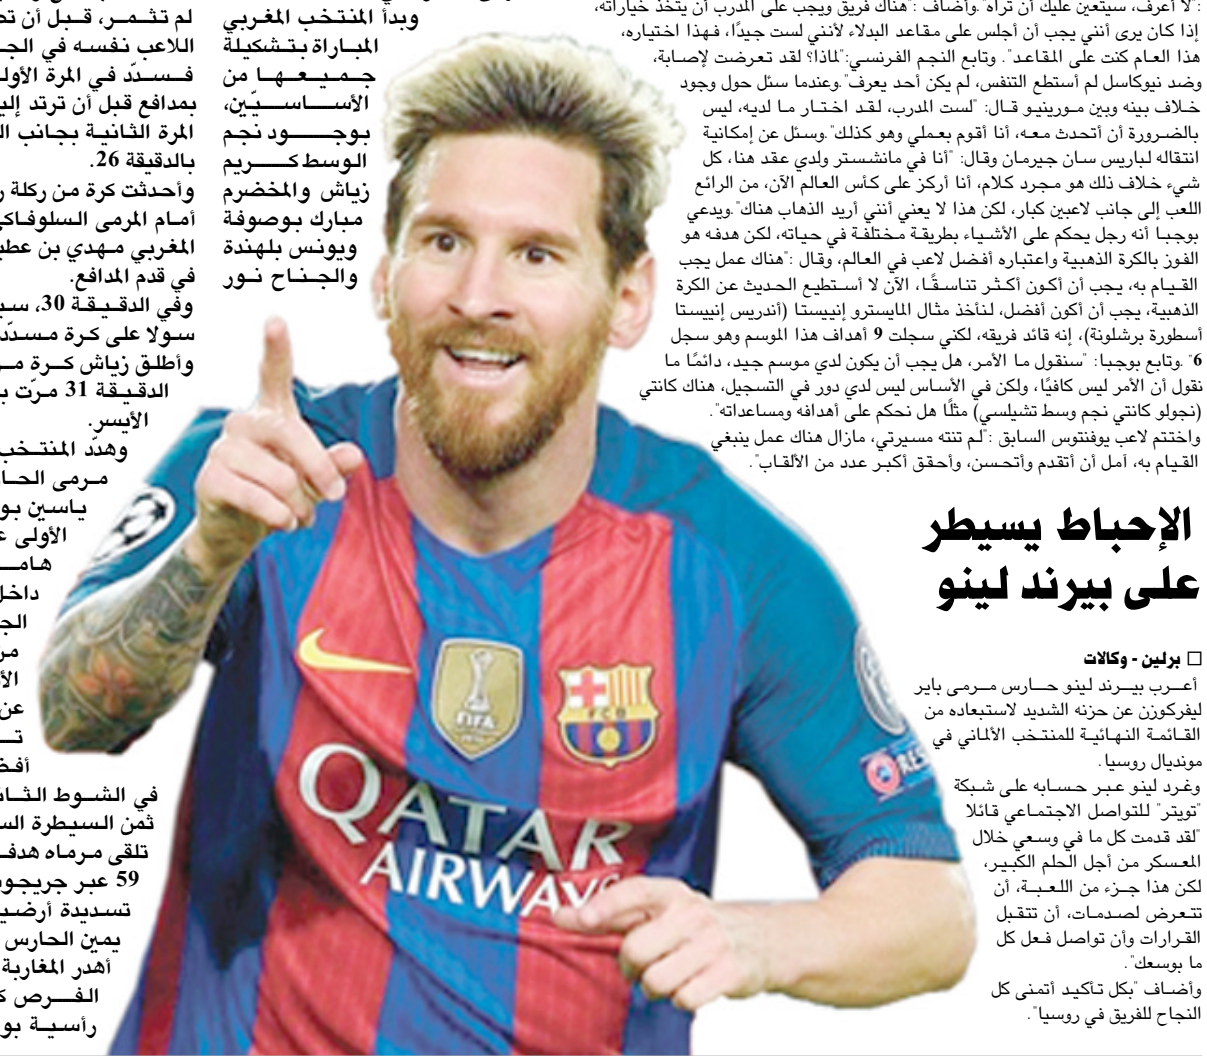 :"لا أعرف، سيتعين عليك أن تراه".وأضاف :"هناك فريق ويجب على المدرب أن يتخذ خياراته،
إذا كان يرى أنني يجب أن أجلس على مقاعد البدلاء لأنني لست جيدًا، فهذا اختياره،
هذا العام كنت على المقاعد". وتابع النجم الفرنسي:"لماذا؟ لقد تعرضت لإصابة،
وضد نيوكاسل لم أستطع التنفس، لم يكن أحد يعرف".وعندما سئل حول وجود
خلاف بينه وبين مورينيو قال: "لست المدرب، لقد اختار ما لديه، ليس
بالضرورة أن أتحدث معه، أنا أقوم بعملي وهو كذلك".وسئل عن إمكانية
انتقاله لباريس سان جيرمان وقال: "أنا في مانشستر ولدي عقد هنا، كل
شيء خلاف ذلك هو مجرد كلام، أنا أركز على كأس العالم الآن، من الرائع
اللعب إلى جانب لاعبين كبار، لكن هذا لا يعني أنني أريد الذهاب هناك".ويدعي
بوجبا أنه رجل يحكم على الأشياء بطريقة مختلفة في حياته، لكن هدفه هو
الفوز بالكرة الذهبية واعتباره أفضل لاعب في العالم، وقال :"هناك عمل يجب
القيام به، يجب أن أكون أكثر تناسقًا، الآن لا أستطيع الحديث عن الكرة
الذهبية، يجب أن أكون أفضل، لنأخذ مثال المايسترو إنييستا (أندريس إنييستا
أسطورة برشلونة)، إنه قائد فريقه، لكني سجلت 9 أهداف هذا الموسم وهو سجل
6" .وتابع بوجبا: "سنقول ما الأمر، هل يجب أن يكون لدي موسم جيد، دائمًا ما
نقول أن الأمر ليس كافيًا، ولكن في الأساس ليس لدي دور في التسجيل، هناك كانتي
(نجولو كانتي نجم وسط تشيلسي) مثلًا هل نحكم على أهدافه ومساعداته".
واختتم لاعب يوفنتوس السابق :"لم تنته مسيرتي، مازال هناك عمل ينبغي
القيام به، آمل أن أتقدم وأتحسن، وأحقق أكبر عدد من الألقاب".
الإحباط يسيطر
على بيرند لينو
□ برلين - وكالات
أعرب بيرند لينو حارس مرمى باير
ليفركوزن عن حزنه الشديد لاستبعاده من
القائمة النهائية للمنتخب الألماني في
مونديال روسيا.
وغرد لينو عبر حسابه على شبكة
"تويتر" للتواصل الاجتماعي قائلا
"لقد قدمت كل ما في وسعي خلال
المعسكر من أجل الحلم الكبير،
لكن هذا جزء من اللعبة، أن
تتعرض لصدمات، أن تتقبل
القرارات وأن تواصل فعل كل
ما بوسعك".
وأضاف "بكل تأكيد أتمنى كل
النجاح للفريق في روسيا".
وبدأ المنتخب المغربي
المباراة بتشكيلة
جميعها من
الأساسيّين،
بوجود نجم
الوسط كريم
زياش والمخضرم
مبارك بوصوفة
ويونس بلهندة
والجناح نور
لم تثمر، قبل أن
اللاعب نفسه في
فسدّد في المرة
بمدافع قبل أن ترتد
المرة الثانية بجانب
بالدقيقة 26.
وأحدثت كرة من ركلة
أمام المرمى
المغربي مهدي بن
في قدم المدافع.
وفي الدقيقة 30،
سولا على كرة
وأطلق زياش كرة
الدقيقة 31 مرّت
الأيسر.
وهدّد
مرمى
ياسين
الأولى
داخل
في الشوط
ثمن السيطرة
تلقى مرماه
59 عبر
تسديدة
يمين الحارس
أهدر المغاربة
الفرص
رأسية
QATAR
AIRWAYS
FIFA
FCB
RES